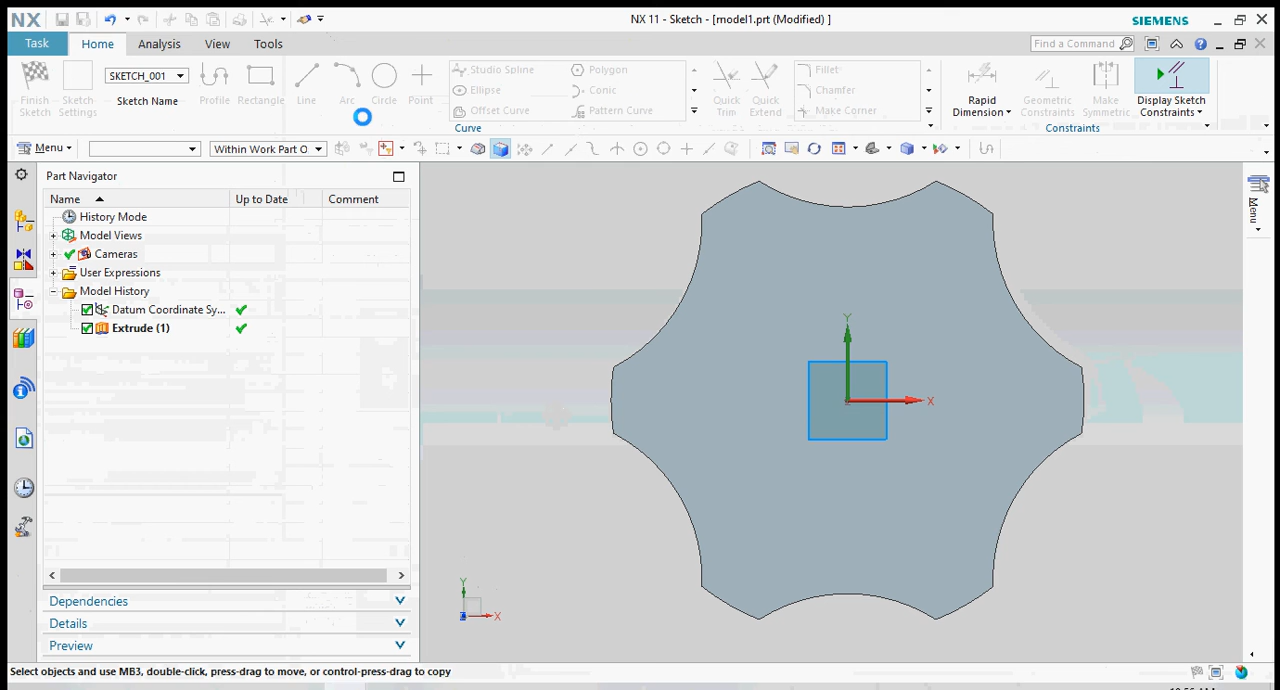 NX
NX 11 - Sketch - [model1.prt (Modified) ]
SIEMENS
Task
Home
Analysis
View
Tools
Find a Command
Finish Sketch
Sketch Settings
SKETCH_001
Sketch Name
Profile
Rectangle
Line
Arc
Circle
Point
Studio Spline
Polygon
Ellipse
Conic
Offset Curve
Pattern Curve
Quick Trim
Quick Extend
Fillet
Chamfer
Make Corner
Rapid Dimension
Geometric Constraints
Make Symmetric
Display Sketch Constraints
Curve
Constraints
Menu
Within Work Part O
Part Navigator
Name
Up to Date
Comment
History Mode
Model Views
Cameras
User Expressions
Model History
Datum Coordinate Sy...
Extrude (1)
Dependencies
Details
Preview
Y
X
Y
X
Menu
Select objects and use MB3, double-click, press-drag to move, or control-press-drag to copy